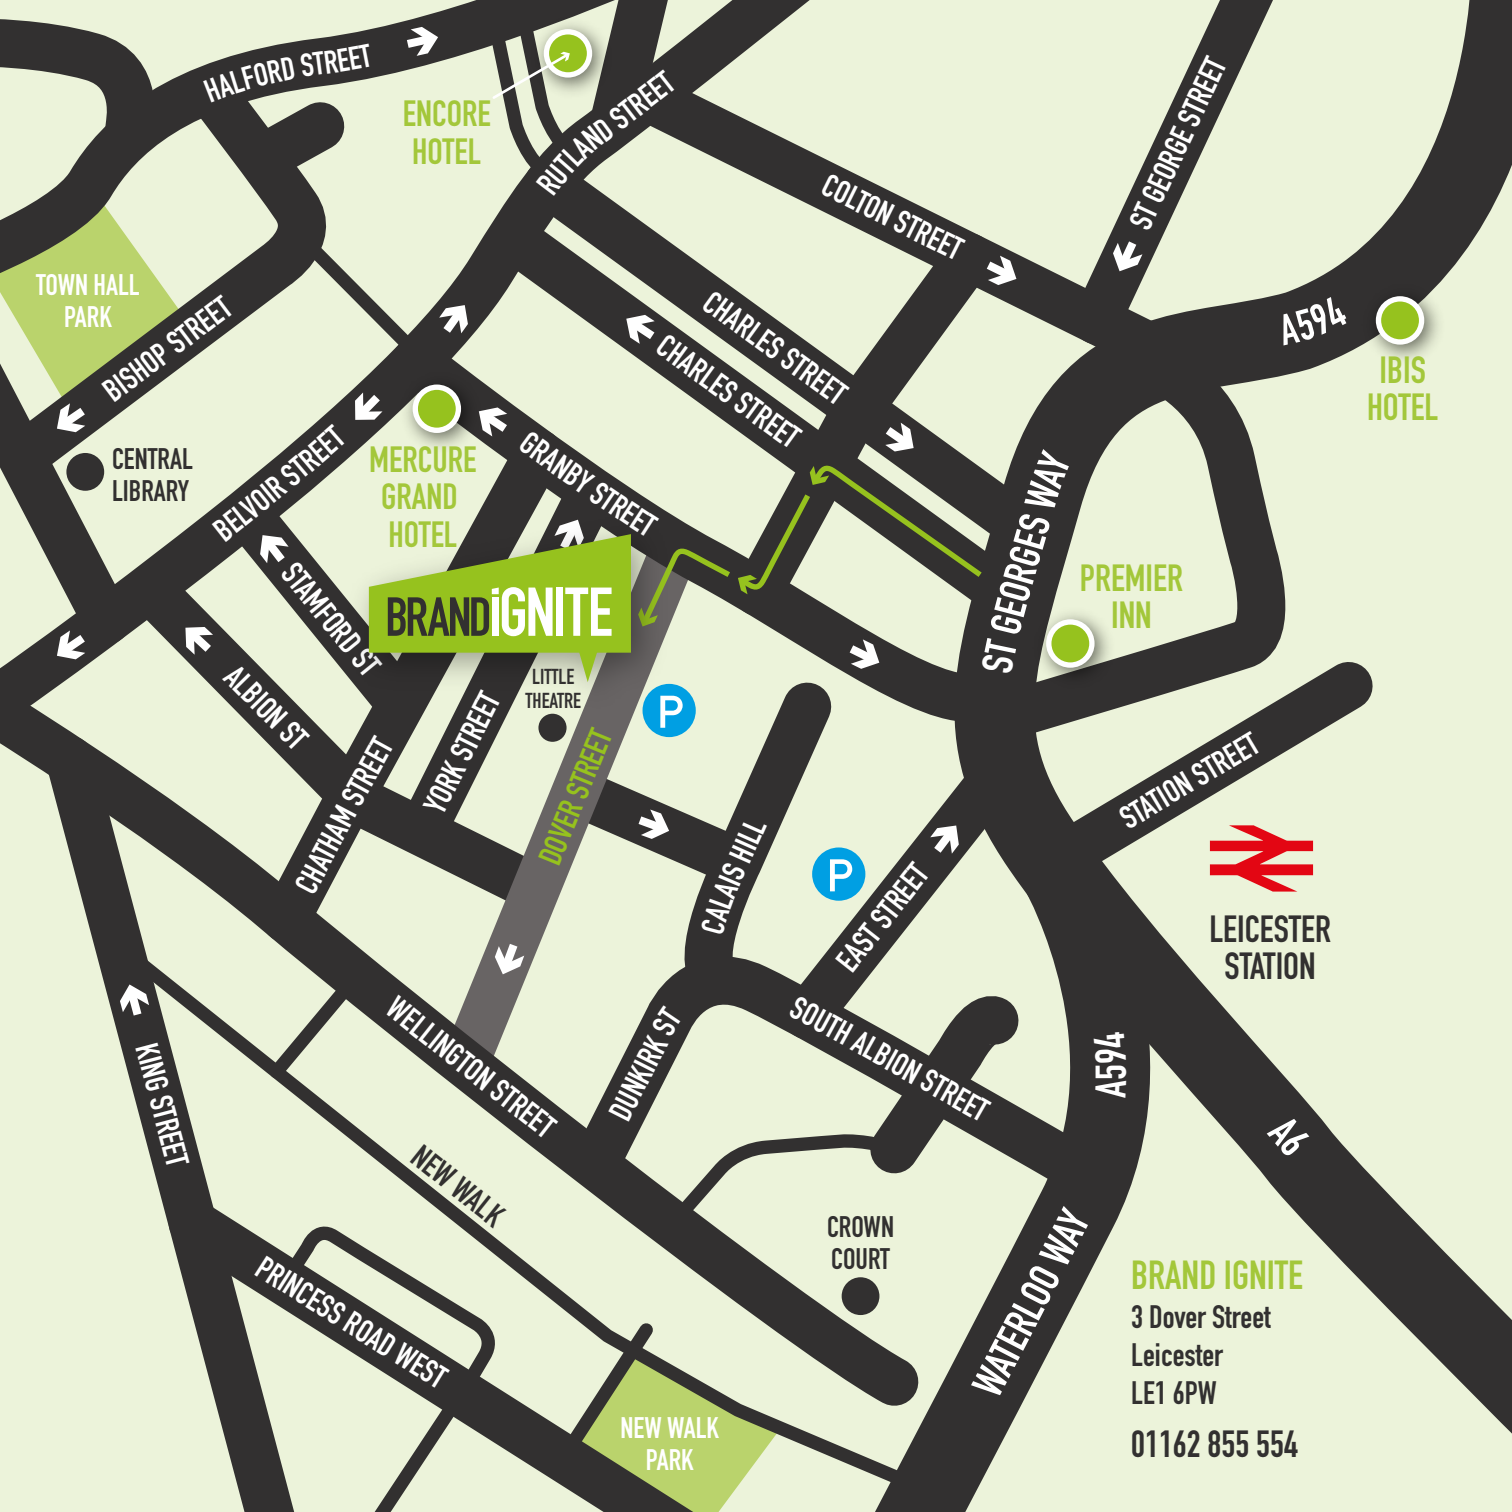 HALFORD STREET
ENCORE
HOTEL
RUTLAND STREET
COLTON STREET
ST GEORGE STREET
TOWN HALL
PARK
BISHOP STREET
CHARLES STREET
CHARLES STREET
A594
IBIS
HOTEL
CENTRAL
LIBRARY
BELVOIR STREET
MERCURE
GRAND
HOTEL
GRANBY STREET
ST GEORGES WAY
PREMIER
INN
STAMFORD ST
BRANDiGNITE
LITTLE
THEATRE
P
ALBION ST
CHATHAM STREET
YORK STREET
DOVER STREET
STATION STREET
CALAIS HILL
P
EAST STREET
LEICESTER
STATION
WELLINGTON STREET
DUNKIRK ST
SOUTH ALBION STREET
A594
A6
KING STREET
NEW WALK
PRINCESS ROAD WEST
CROWN
COURT
WATERLOO WAY
NEW WALK
PARK
BRAND IGNITE
3 Dover Street
Leicester
LE1 6PW
01162 855 554